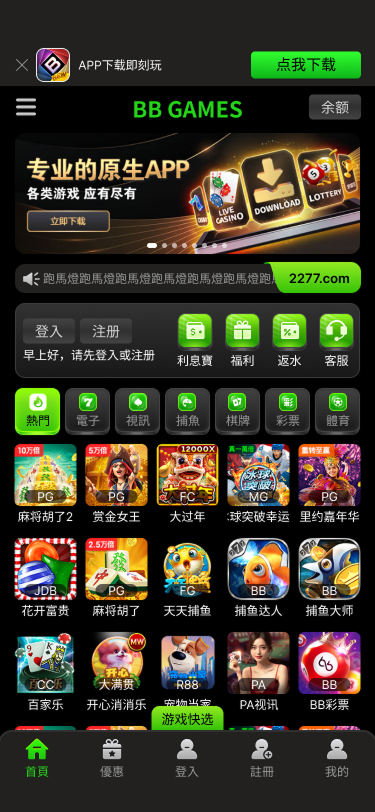 APP下载即刻玩
点我下载
BB GAMES
余额
专业的原生APP
各类游戏 应有尽有
立即下载
LIVE CASINO
DOWNLOAD
LOTTERY
跑馬燈跑馬燈跑馬燈跑馬燈跑馬燈跑馬燈跑馬
2277.com
登入
注册
早上好，请先登入或注册
利息寶
福利
返水
客服
熱門
電子
視訊
捕魚
棋牌
彩票
體育
10万倍
5万倍
12000X
真一萬倍
PG
PG
FC
MG
PG
麻将胡了2
赏金女王
大过年
冰球突破幸运
里约嘉年华
2.5万倍
JDB
PG
FC
BB
BB
花开富贵
麻将胡了
天天捕鱼
捕鱼达人
捕鱼大师
MW
CC
大满贯
R88
PA
BB
百家乐
开心消消乐
宠物当家
PA视讯
BB彩票
游戏快选
首頁
優惠
登入
註冊
我的